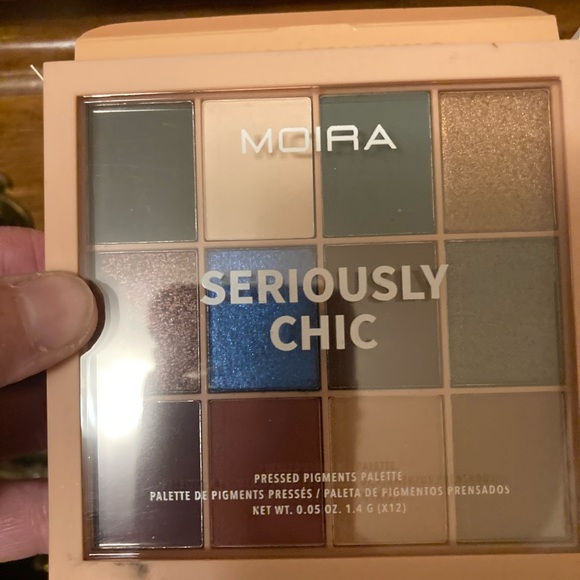 MOIRA
SERIOUSLY
CHIC
PRESSED PIGMENTS PALETTE
PALETTE DE PIGMENTS PRESSÉS / PALETA DE PIGMENTOS PRENSADOS
NET WT. 0.05 OZ. 1.4 G (X12)